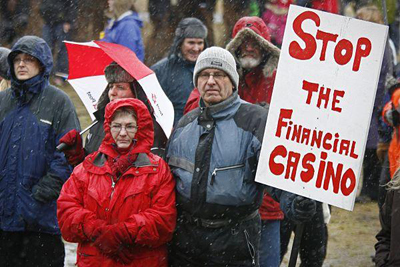 STOP
THE
FINANCIAL
CASINO